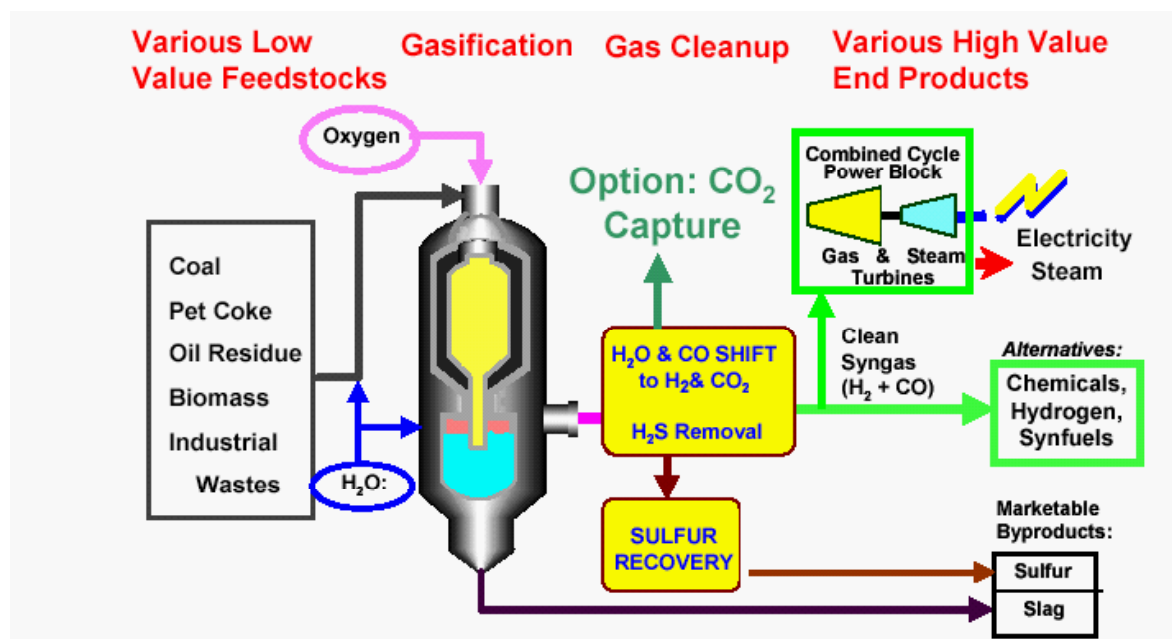 Various Low
Value Feedstocks
Gasification
Gas Cleanup
Various High Value
End Products
Oxygen
Coal
Pet Coke
Oil Residue
Biomass
Industrial
Wastes
H₂O:
Option: CO₂
Capture
H₂O & CO SHIFT
to H₂& CO₂
H₂S Removal
SULFUR
RECOVERY
Combined Cycle
Power Block
Gas & Steam
Turbines
Electricity
Steam
Clean
Syngas
(H₂ + CO)
Alternatives:
Chemicals,
Hydrogen,
Synfuels
Marketable
Byproducts:
Sulfur
Slag